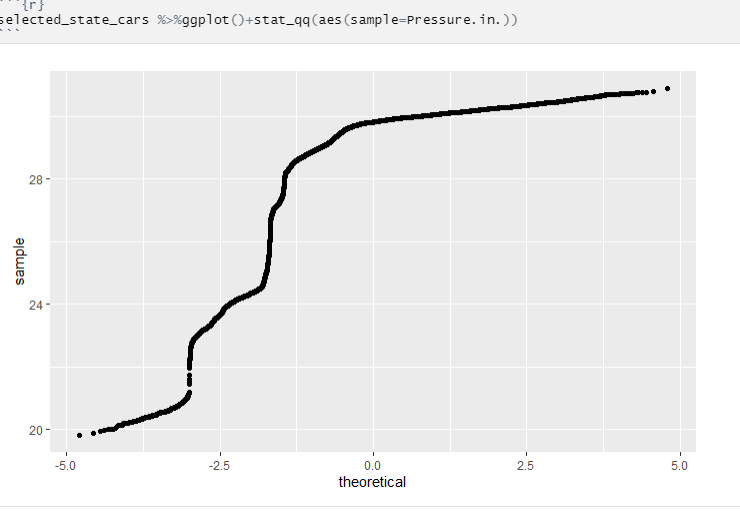 ```{r}
selected_state_cars %>%ggplot()+stat_qq(aes(sample=Pressure.in.))
```
28
24
20
sample
-5.0 -2.5 0.0 2.5 5.0
theoretical